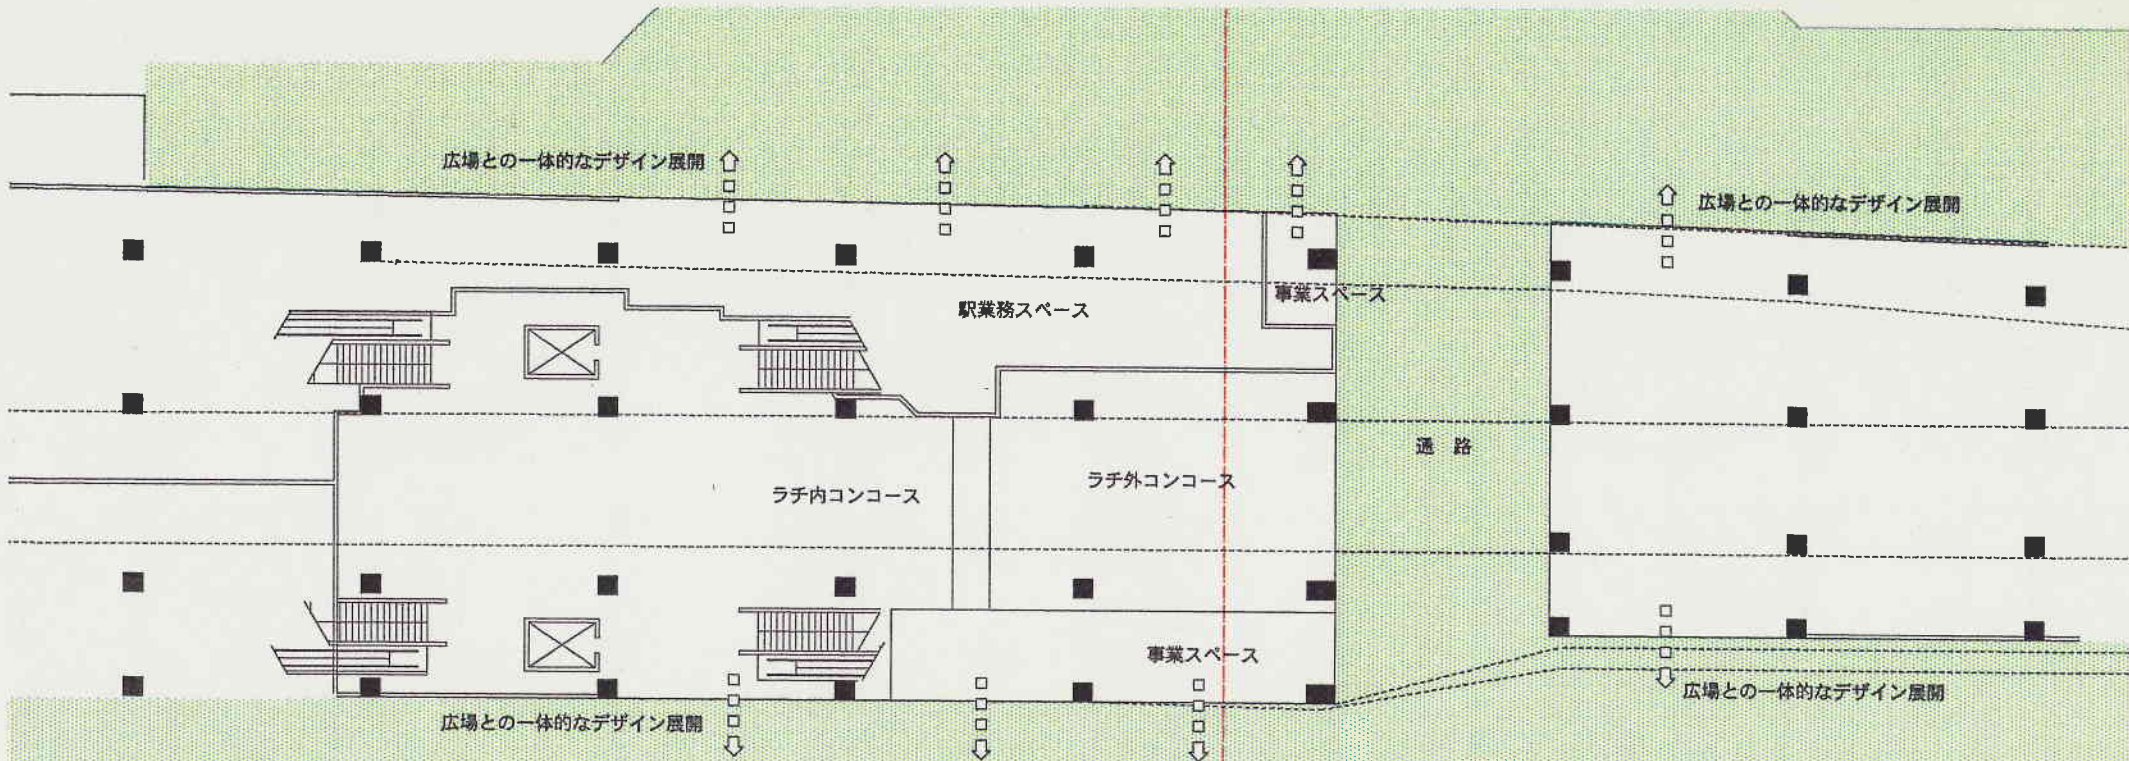 広場との一体的なデザイン展開
広場との一体的なデザイン展開
駅業務スペース
事業スペース
通 路
ラチ内コンコース
ラチ外コンコース
事業スペース
広場との一体的なデザイン展開
広場との一体的なデザイン展開